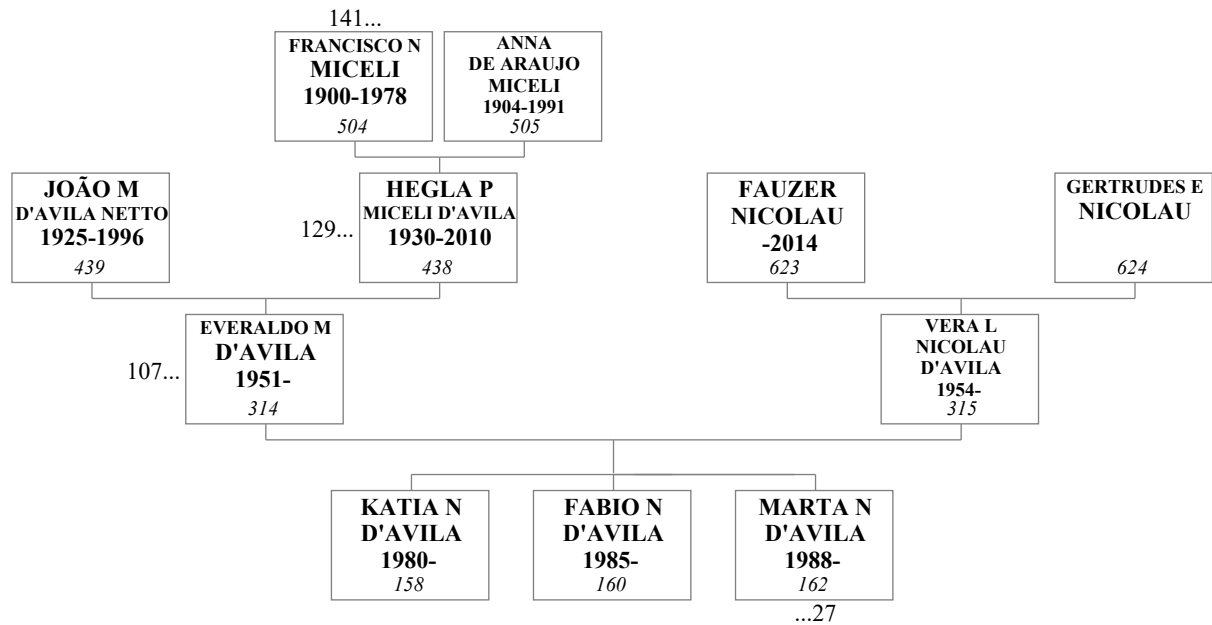 141...
FRANCISCO N
MICELI
1900-1978
504
ANNA
DE ARAUJO
MICELI
1904-1991
505
JOÃO M
D'AVILA NETTO
1925-1996
439
129...
HEGLA P
MICELI D'AVILA
1930-2010
438
FAUZER
NICOLAU
-2014
623
GERTRUDES E
NICOLAU
624
107...
EVERALDO M
D'AVILA
1951-
314
VERA L
NICOLAU
D'AVILA
1954-
315
KATIA N
D'AVILA
1980-
158
FABIO N
D'AVILA
1985-
160
MARTA N
D'AVILA
1988-
162
...27